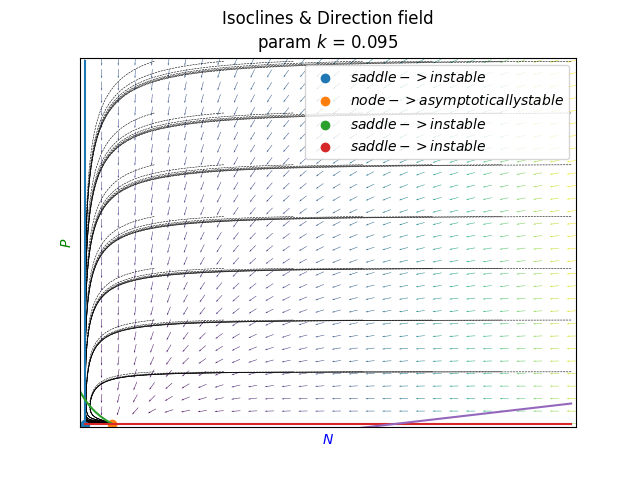 Isoclines & Direction field
param k = 0.095
saddle− > instable
node− > asymptoticallystable
saddle− > instable
saddle− > instable
P
N